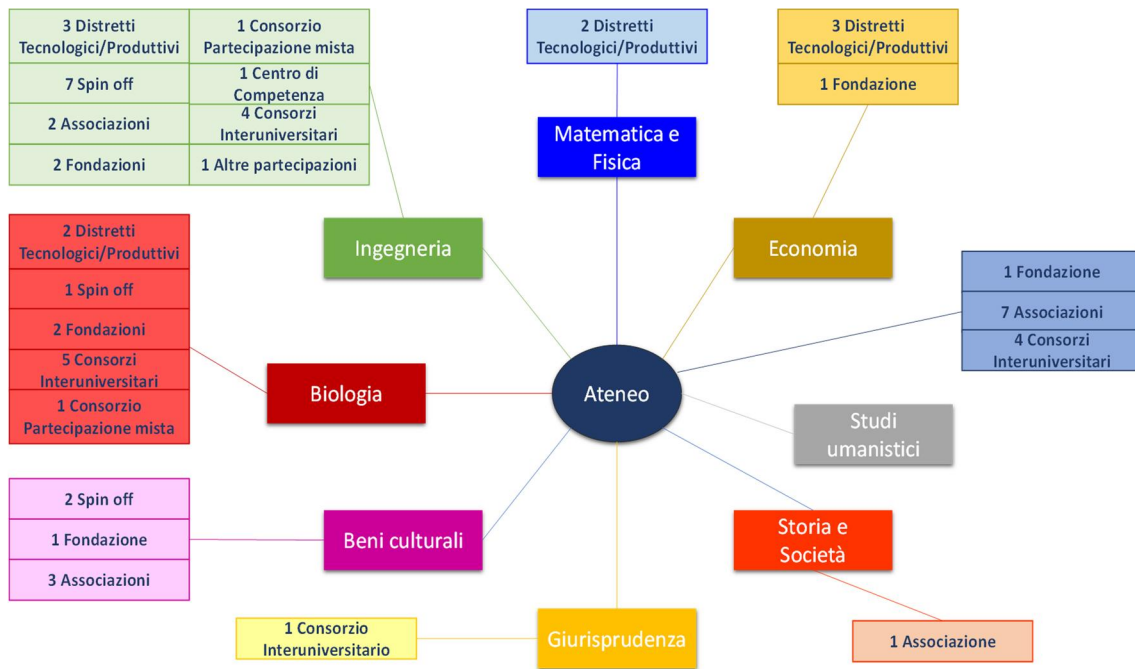 3 Distretti
Tecnologici/Produttivi
1 Consorzio
Partecipazione mista
7 Spin off
1 Centro di
Competenza
2 Associazioni
4 Consorzi
Interuniversitari
2 Fondazioni
1 Altre partecipazioni
2 Distretti
Tecnologici/Produttivi
3 Distretti
Tecnologici/Produttivi
1 Fondazione
Matematica e
Fisica
Ingegneria
Economia
2 Distretti
Tecnologici/Produttivi
1 Spin off
2 Fondazioni
5 Consorzi
Interuniversitari
1 Consorzio
Partecipazione mista
1 Fondazione
7 Associazioni
4 Consorzi
Interuniversitari
Biologia
Ateneo
Studi
umanistici
2 Spin off
1 Fondazione
3 Associazioni
Beni culturali
Storia e
Società
1 Consorzio
Interuniversitario
Giurisprudenza
1 Associazione